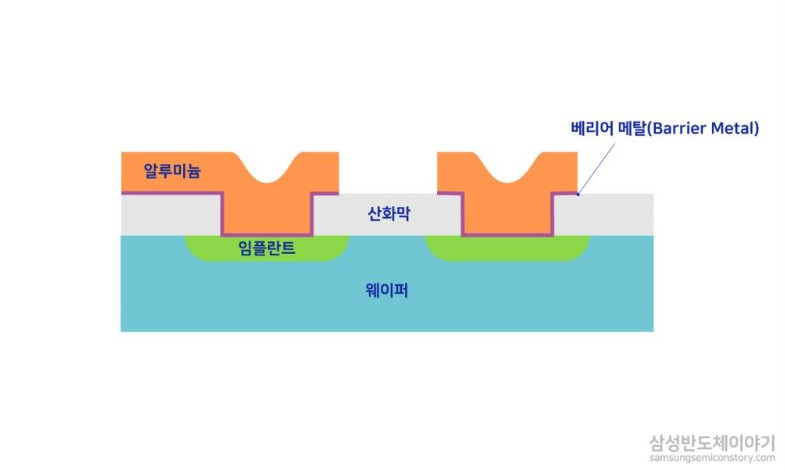 베리어 메탈(Barrier Metal)
알루미늄
산화막
임플란트
웨이퍼
삼성반도체이야기
samsungsemiconstory.com